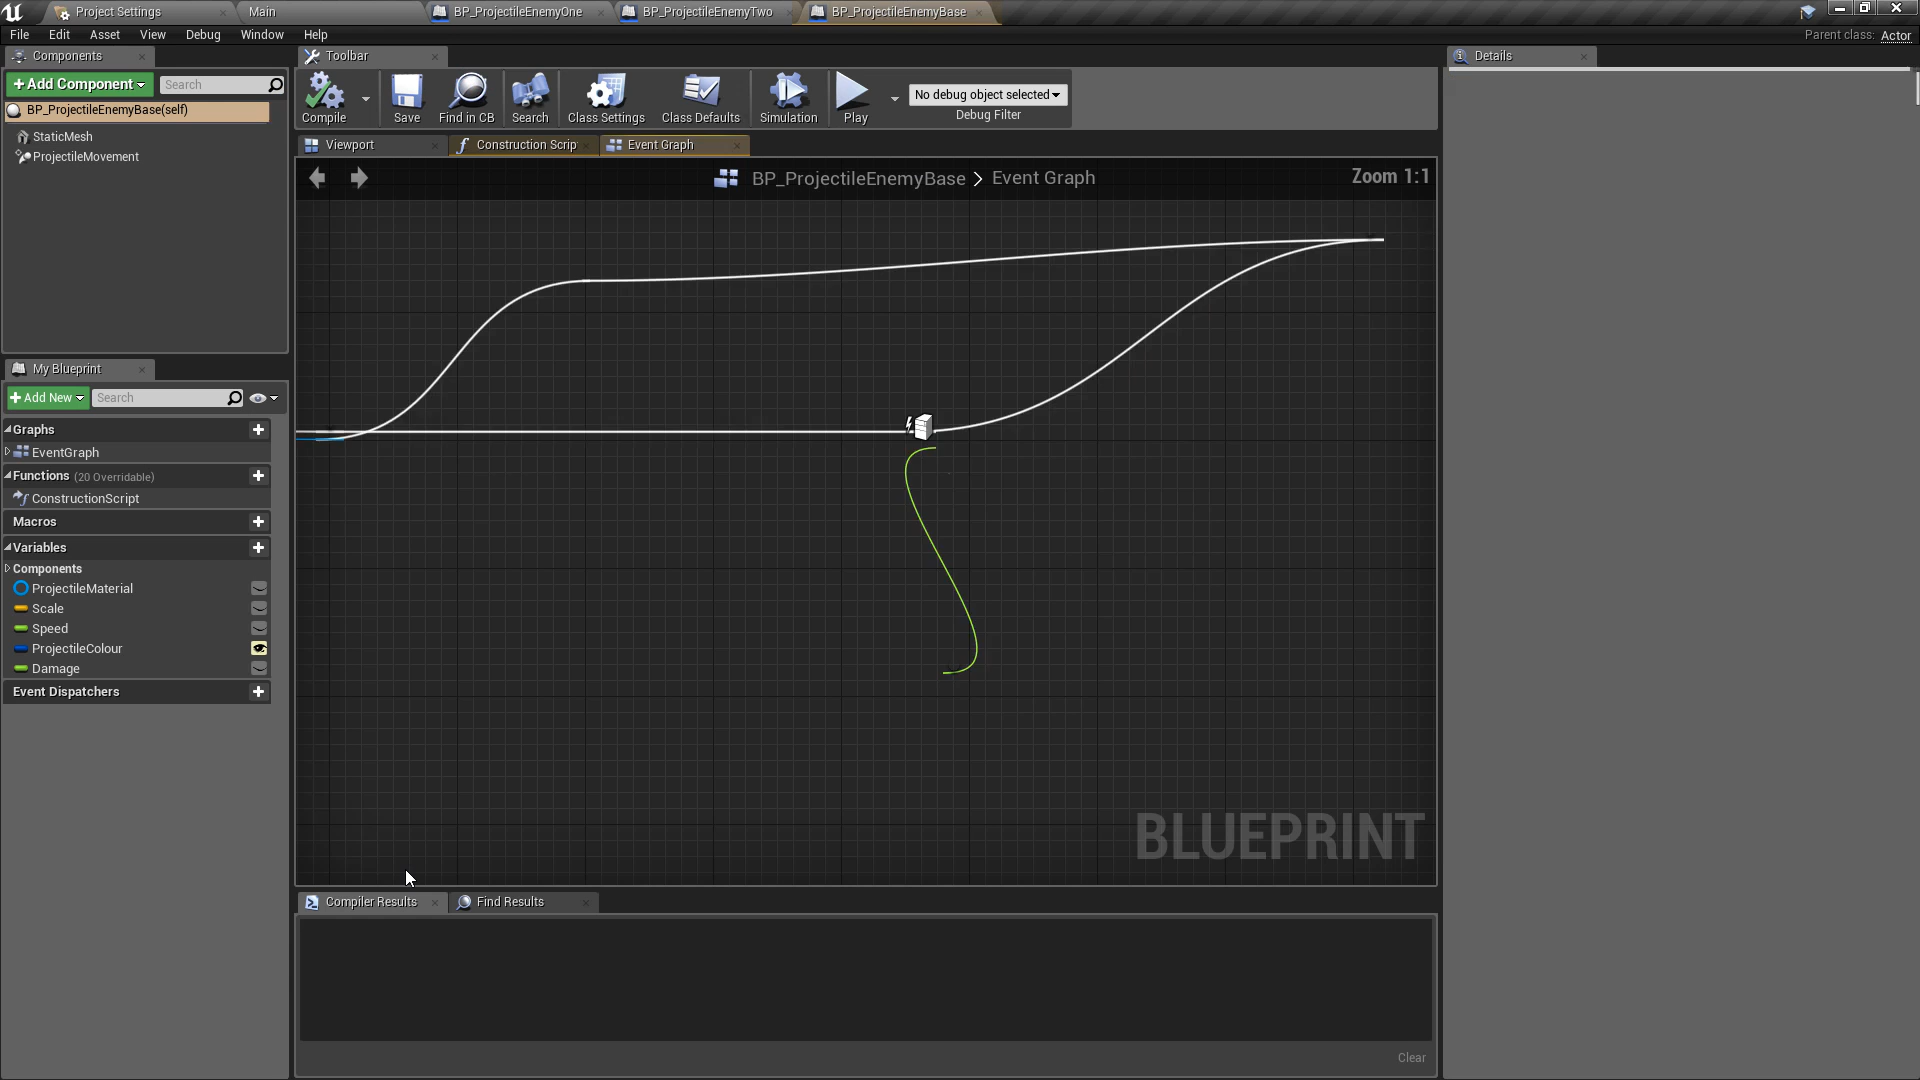 Project Settings
Main
BP_ProjectileEnemyOne
BP_ProjectileEnemyTwo
BP_ProjectileEnemyBase
File
Edit
Asset
View
Debug
Window
Help
Parent class: Actor
Components
Toolbar
Details
+ Add Component
Search
BP_ProjectileEnemyBase(self)
StaticMesh
ProjectileMovement
Compile
Save
Find in CB
Search
Class Settings
Class Defaults
Simulation
Play
No debug object selected
Debug Filter
Viewport
Construction Scrip
Event Graph
BP_ProjectileEnemyBase > Event Graph
Zoom 1:1
My Blueprint
+ Add New
Search
Graphs
EventGraph
Functions (20 Overridable)
ConstructionScript
Macros
Variables
Components
ProjectileMaterial
Scale
Speed
ProjectileColour
Damage
Event Dispatchers
BLUEPRINT
Compiler Results
Find Results
Clear